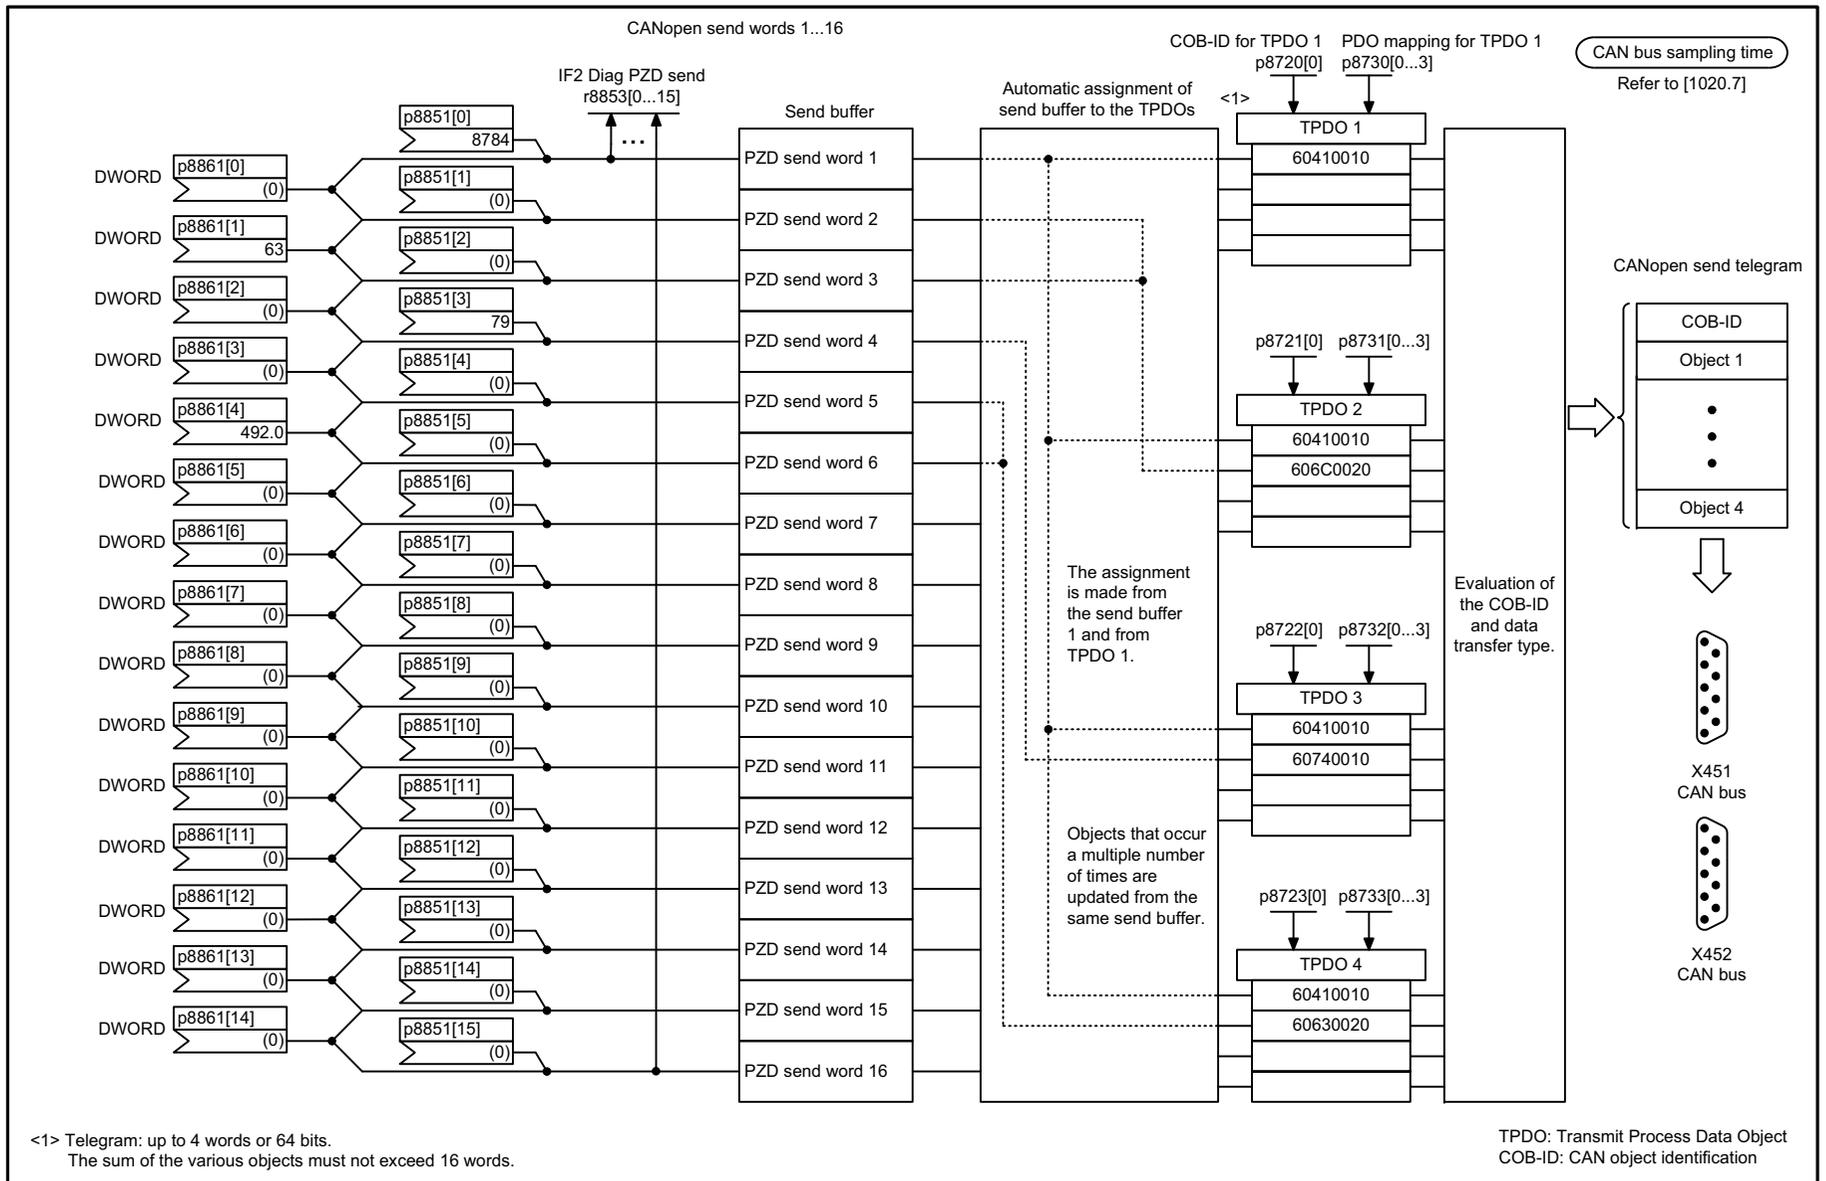 CANopen send words 1...16
IF2 Diag PZD send
r8853[0...15]
...
Send buffer
Automatic assignment of
send buffer to the TPDOs
COB-ID for TPDO 1
p8720[0]
PDO mapping for TPDO 1
p8730[0...3]
<1>
CAN bus sampling time
Refer to [1020.7]
DWORD
p8861[0]
(0)
DWORD
p8861[1]
63
DWORD
p8861[2]
(0)
DWORD
p8861[3]
(0)
DWORD
p8861[4]
492.0
DWORD
p8861[5]
(0)
DWORD
p8861[6]
(0)
DWORD
p8861[7]
(0)
DWORD
p8861[8]
(0)
DWORD
p8861[9]
(0)
DWORD
p8861[10]
(0)
DWORD
p8861[11]
(0)
DWORD
p8861[12]
(0)
DWORD
p8861[13]
(0)
DWORD
p8861[14]
(0)
p8851[0]
8784
p8851[1]
(0)
p8851[2]
(0)
p8851[3]
79
p8851[4]
(0)
p8851[5]
(0)
p8851[6]
(0)
p8851[7]
(0)
p8851[8]
(0)
p8851[9]
(0)
p8851[10]
(0)
p8851[11]
(0)
p8851[12]
(0)
p8851[13]
(0)
p8851[14]
(0)
p8851[15]
(0)
PZD send word 1
PZD send word 2
PZD send word 3
PZD send word 4
PZD send word 5
PZD send word 6
PZD send word 7
PZD send word 8
PZD send word 9
PZD send word 10
PZD send word 11
PZD send word 12
PZD send word 13
PZD send word 14
PZD send word 15
PZD send word 16
The assignment
is made from
the send buffer
1 and from
TPDO 1.
Objects that occur
a multiple number
of times are
updated from the
same send buffer.
TPDO 1
60410010
p8721[0]
p8731[0...3]
TPDO 2
60410010
606C0020
p8722[0]
p8732[0...3]
TPDO 3
60410010
60740010
p8723[0]
p8733[0...3]
TPDO 4
60410010
60630020
Evaluation of
the COB-ID
and data
transfer type.
CANopen send telegram
COB-ID
Object 1
Object 4
X451
CAN bus
X452
CAN bus
<1> Telegram: up to 4 words or 64 bits.
The sum of the various objects must not exceed 16 words.
TPDO: Transmit Process Data Object
COB-ID: CAN object identification